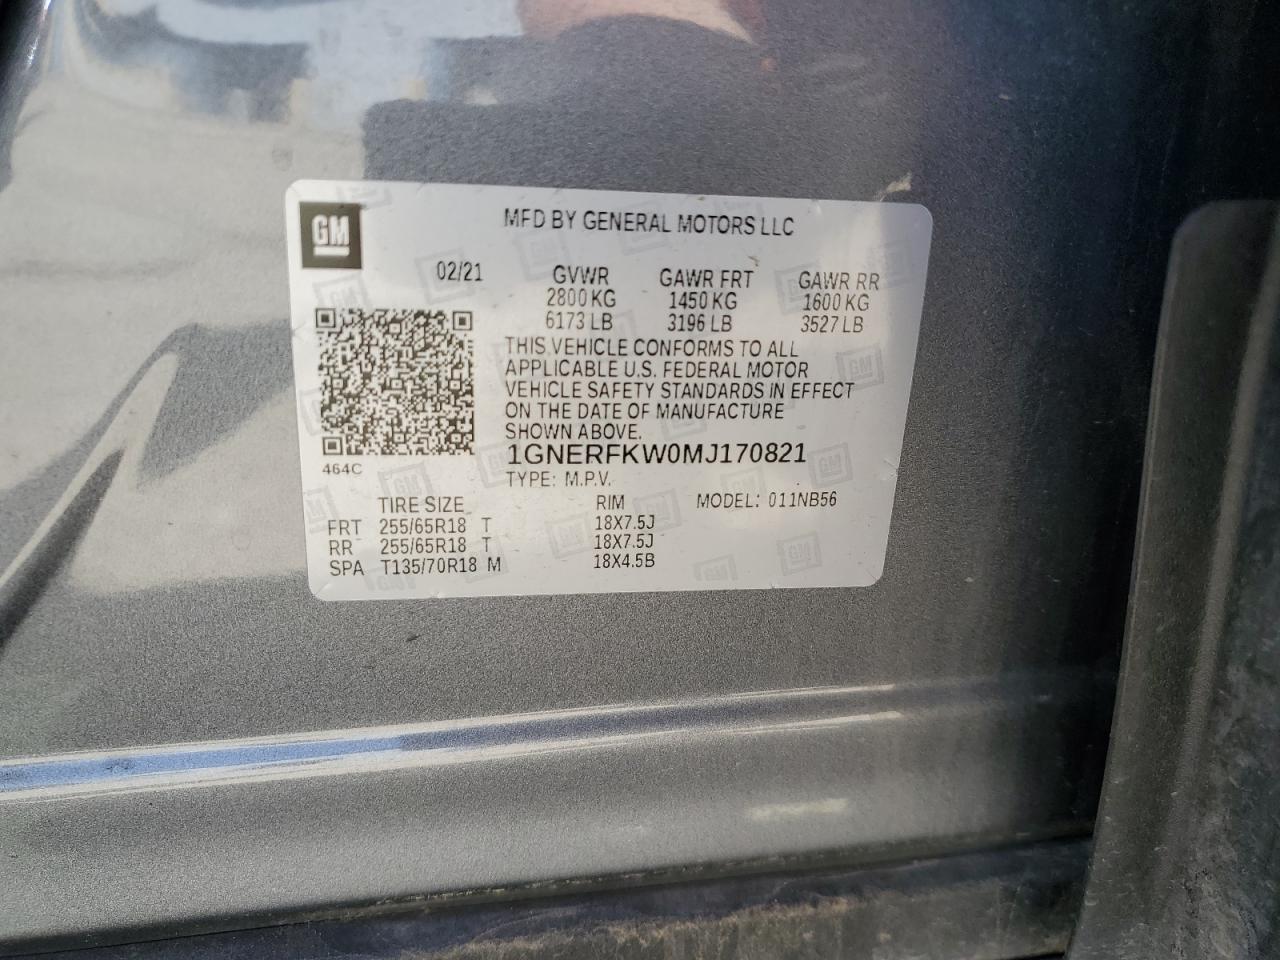 GM
MFD BY GENERAL MOTORS LLC
02/21 GVWR GAWR FRT GAWR RR
2800 KG 1450 KG 1600 KG
6173 LB 3196 LB 3527 LB
THIS VEHICLE CONFORMS TO ALL
APPLICABLE U.S. FEDERAL MOTOR
VEHICLE SAFETY STANDARDS IN EFFECT
ON THE DATE OF MANUFACTURE
SHOWN ABOVE.
464C
1GNERFKW0MJ170821
TYPE: M.P.V.
TIRE SIZE RIM MODEL: 011NB56
FRT 255/65R18 T 18X7.5J
RR 255/65R18 T 18X7.5J
SPA T135/70R18 M 18X4.5B